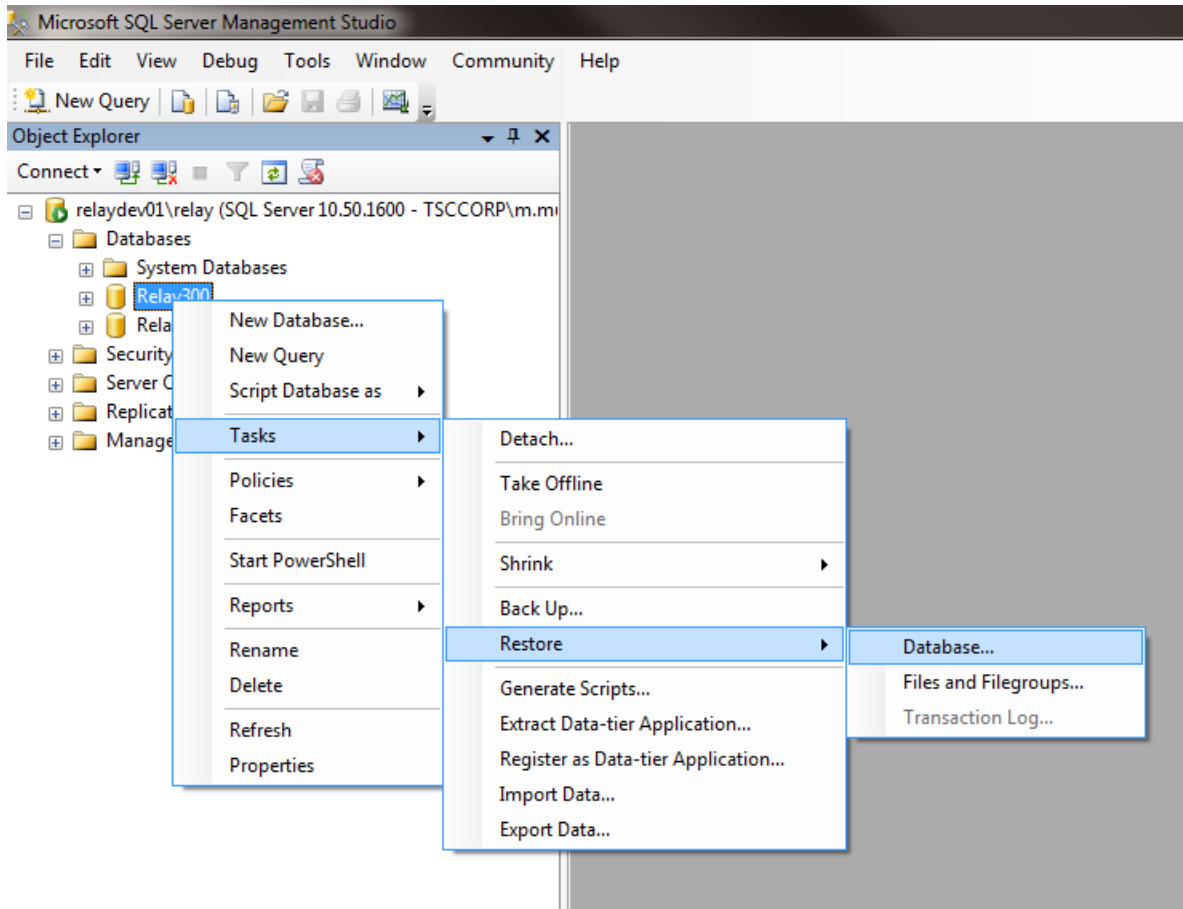 Microsoft SQL Server Management Studio
File Edit View Debug Tools Window Community Help
New Query
Object Explorer
Connect
relaydev01\relay (SQL Server 10.50.1600 - TSCCORP\m.m
Databases
System Databases
Relay300
Rela
Security
Server
Replicat
Manage
New Database...
New Query
Script Database as
Tasks
Policies
Facets
Start PowerShell
Reports
Rename
Delete
Refresh
Properties
Detach...
Take Offline
Bring Online
Shrink
Back Up...
Restore
Generate Scripts...
Extract Data-tier Application...
Register as Data-tier Application...
Import Data...
Export Data...
Database...
Files and Filegroups...
Transaction Log...